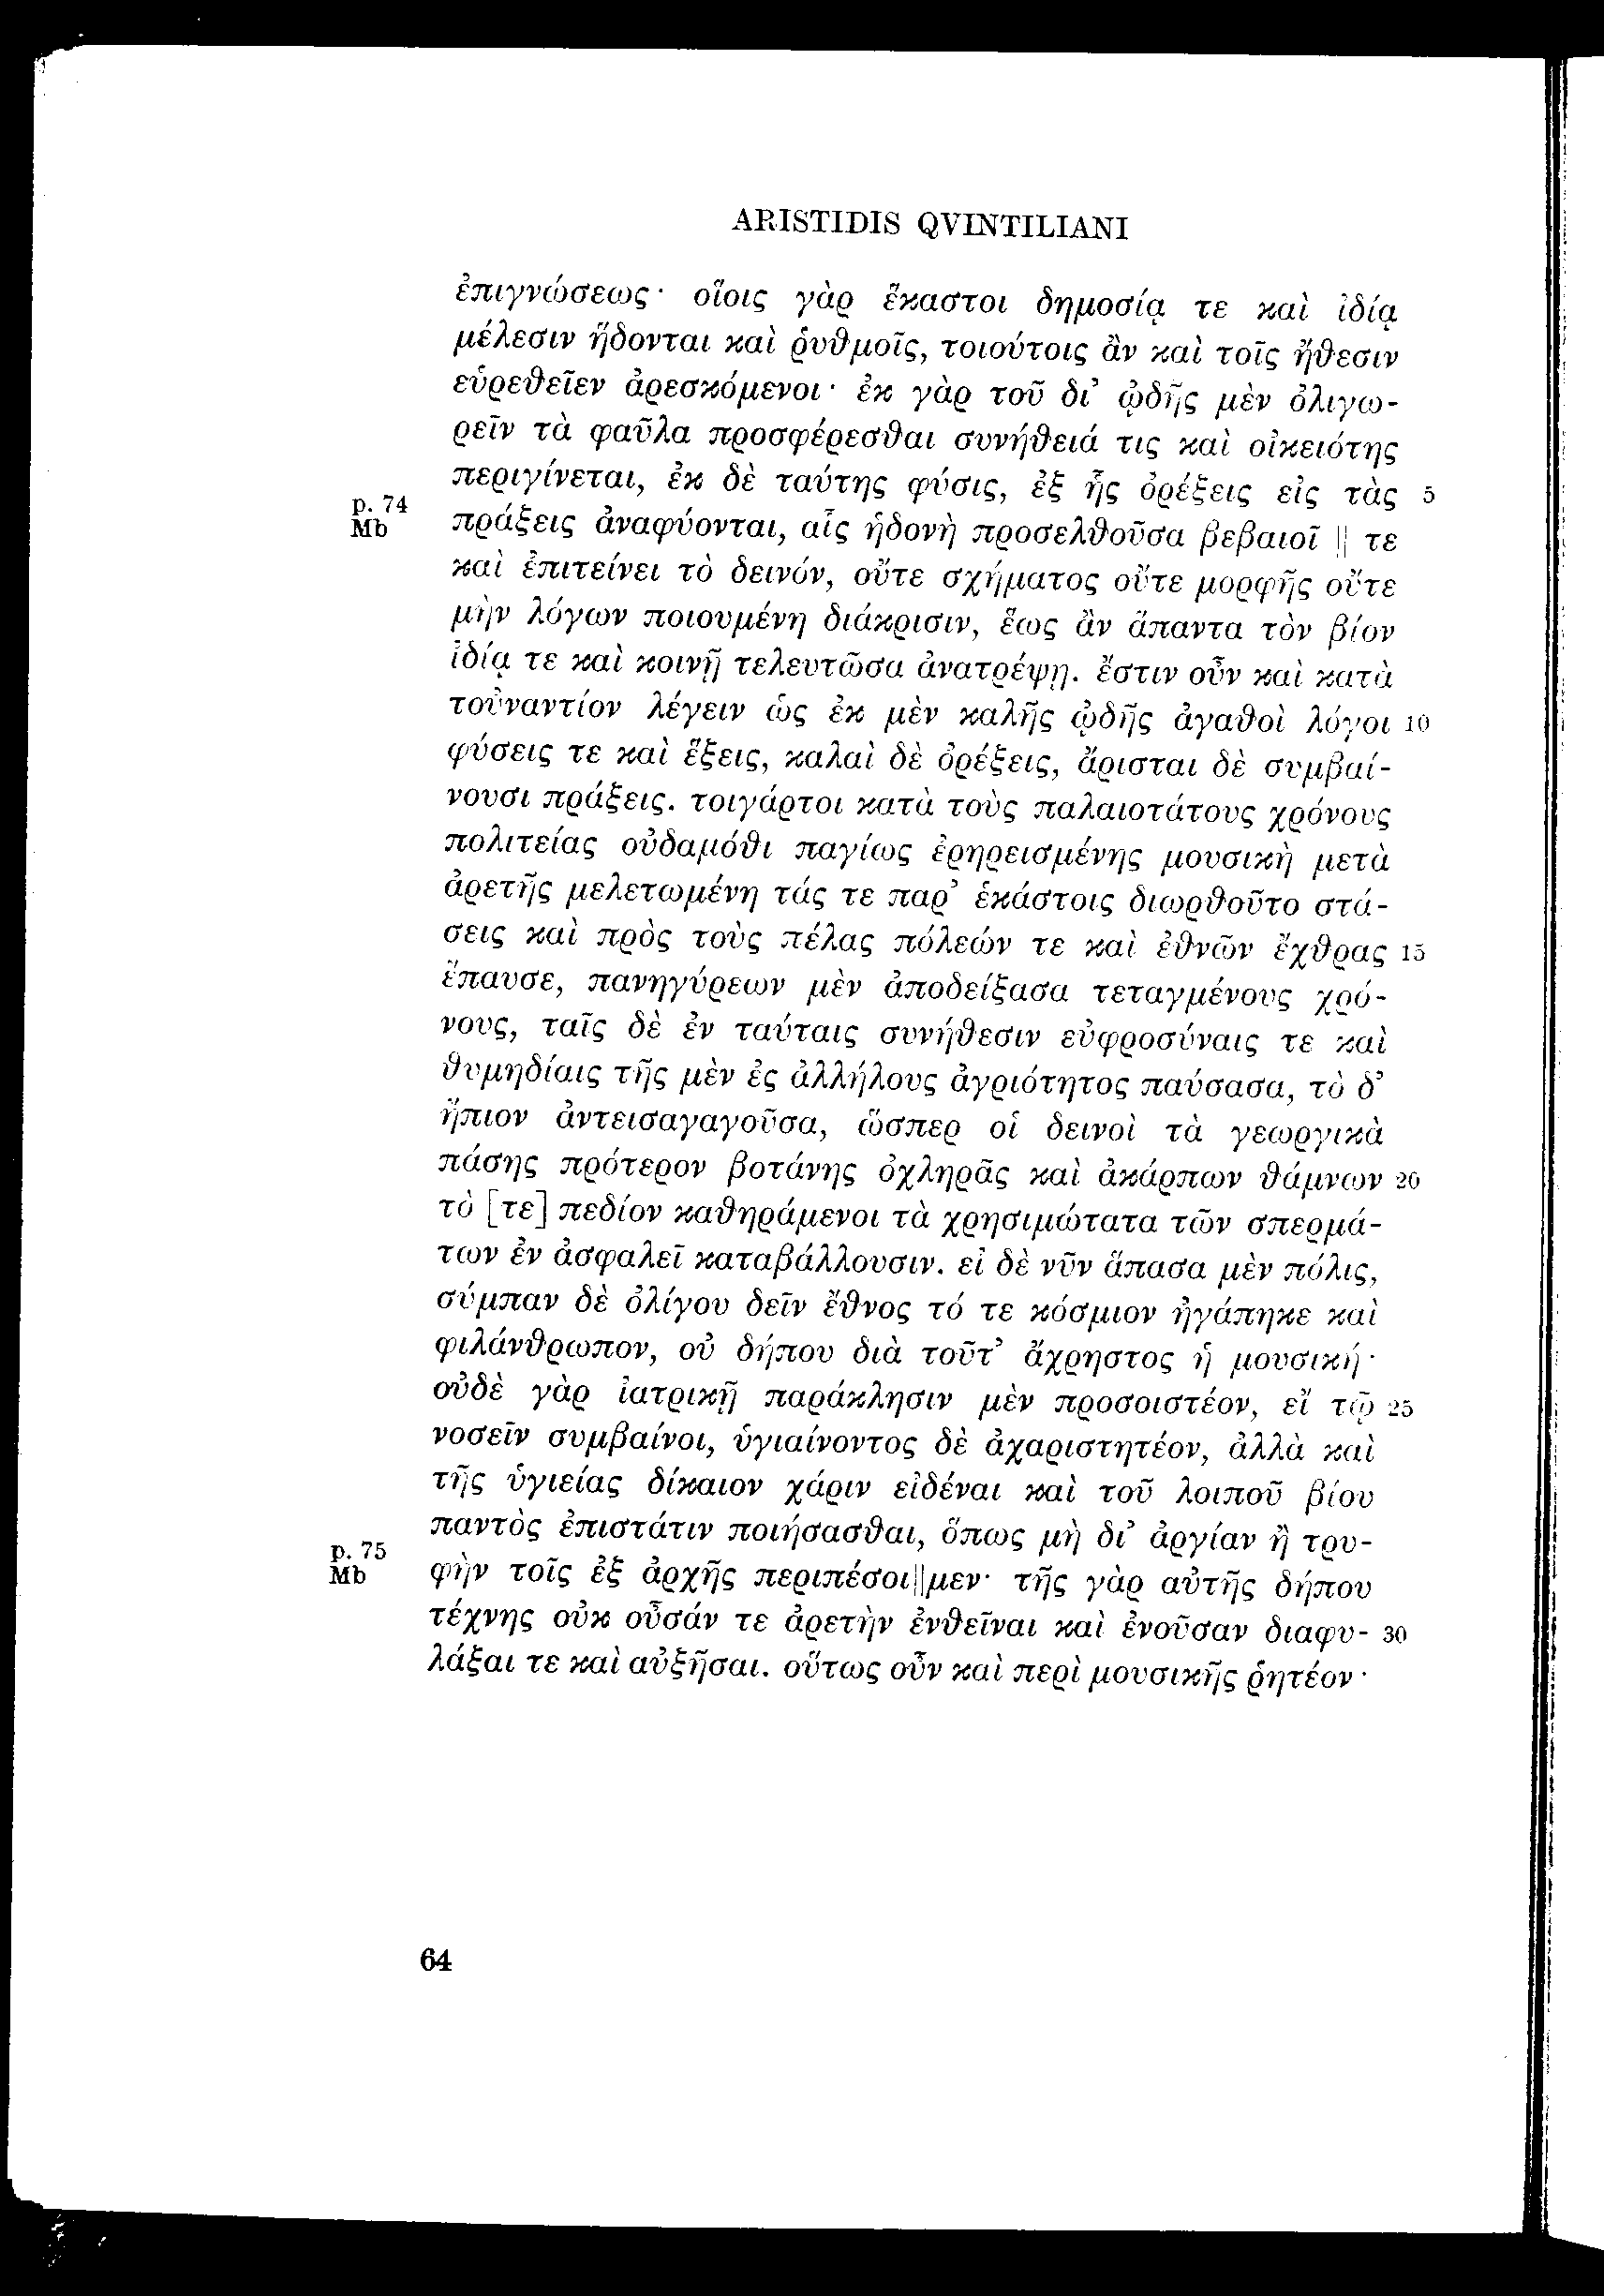 ARISTIDIS QVINTILIANI
ἐπιγνώσεως· οἵοις γὰρ ἕκαστοι δημοσίᾳ τε καὶ ἰδίᾳ
μέλεσιν ἥδονται καὶ ῥυθμοῖς, τοιούτοις ἂν καὶ τοῖς ἤθεσιν
εὑρεθεῖεν ἀρεσκόμενοι· ἐκ γὰρ τοῦ δι’ ᾠδῆς μὲν ὀλιγω-
ρεῖν τὰ φαῦλα προσφέρεσθαι συνήθειά τις καὶ οἰκειότης
περιγίνεται, ἐκ δὲ ταύτης φύσις, ἐξ ἧς ὀρέξεις εἰς τὰς 5
p. 74
Mb
πράξεις ἀναφύονται, αἷς ἡδονὴ προσελθοῦσα βεβαιοῖ || τε
καὶ ἐπιτείνει τὸ δεινόν, οὔτε σχήματος οὔτε μορφῆς οὔτε
μὴν λόγων ποιουμένη διάκρισιν, ἕως ἂν ἅπαντα τὸν βίον
ἰδίᾳ τε καὶ κοινῇ τελευτῶσα ἀνατρέψῃ. ἔστιν οὖν καὶ κατὰ
τοὐναντίον λέγειν ὡς ἐκ μὲν καλῆς ᾠδῆς ἀγαθοὶ λόγοι 10
φύσεις τε καὶ ἕξεις, καλαὶ δὲ ὀρέξεις, ἄρισται δὲ συμβαί-
νουσι πράξεις. τοιγάρτοι κατὰ τοὺς παλαιοτάτους χρόνους
πολιτείας οὐδαμόθι παγίως ἐρηρεισμένης μουσικὴ μετὰ
ἀρετῆς μελετωμένη τάς τε παρ’ ἑκάστοις διωρθοῦτο στά-
σεις καὶ πρὸς τοὺς πέλας πόλεών τε καὶ ἐθνῶν ἔχθρας 15
ἔπαυσε, πανηγύρεων μὲν ἀποδείξασα τεταγμένους χρό-
νους, ταῖς δὲ ἐν ταύταις συνήθεσιν εὐφροσύναις τε καὶ
θυμηδίαις τῆς μὲν ἐς ἀλλήλους ἀγριότητος παύσασα, τὸ δ’
ἤπιον ἀντεισαγαγοῦσα, ὥσπερ οἱ δεινοὶ τὰ γεωργικὰ
πάσης πρότερον βοτάνης ὀχληρᾶς καὶ ἀκάρπων θάμνων 20
τὸ [τε] πεδίον καθηράμενοι τὰ χρησιμώτατα τῶν σπερμά-
των ἐν ἀσφαλεῖ καταβάλλουσιν. εἰ δὲ νῦν ἅπασα μὲν πόλις,
σύμπαν δὲ ὀλίγου δεῖν ἔθνος τό τε κόσμιον ἠγάπηκε καὶ
φιλάνθρωπον, οὐ δήπου διὰ τοῦτ’ ἄχρηστος ἡ μουσική·
οὐδὲ γὰρ ἰατρικῇ παράκλησιν μὲν προσοιστέον, εἴ τῳ 25
νοσεῖν συμβαίνοι, ὑγιαίνοντος δὲ ἀχαριστητέον, ἀλλὰ καὶ
τῆς ὑγιείας δίκαιον χάριν εἰδέναι καὶ τοῦ λοιποῦ βίου
παντὸς ἐπιστάτιν ποιήσασθαι, ὅπως μὴ δι’ ἀργίαν ἢ τρυ-
p. 75
Mb
φὴν τοῖς ἐξ ἀρχῆς περιπέσοι||μεν· τῆς γὰρ αὐτῆς δήπου
τέχνης οὐκ οὖσάν τε ἀρετὴν ἐνθεῖναι καὶ ἐνοῦσαν διαφυ- 30
λάξαι τε καὶ αὐξῆσαι. οὕτως οὖν καὶ περὶ μουσικῆς ῥητέον·
64